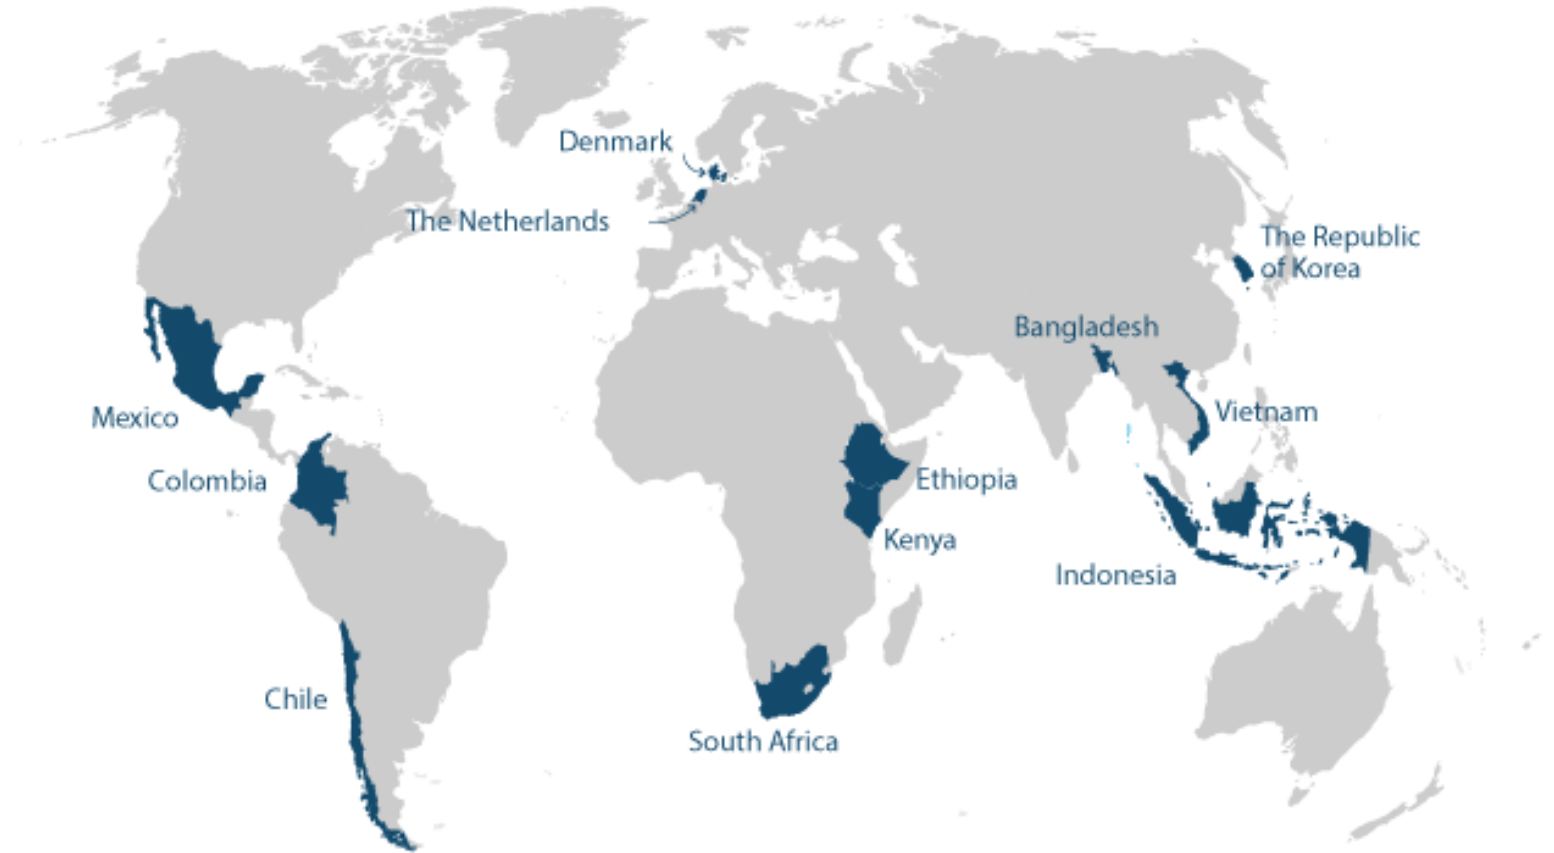 Denmark
The Netherlands
The Republic
of Korea
Bangladesh
Mexico
Vietnam
Colombia
Ethiopia
Kenya
Indonesia
Chile
South Africa